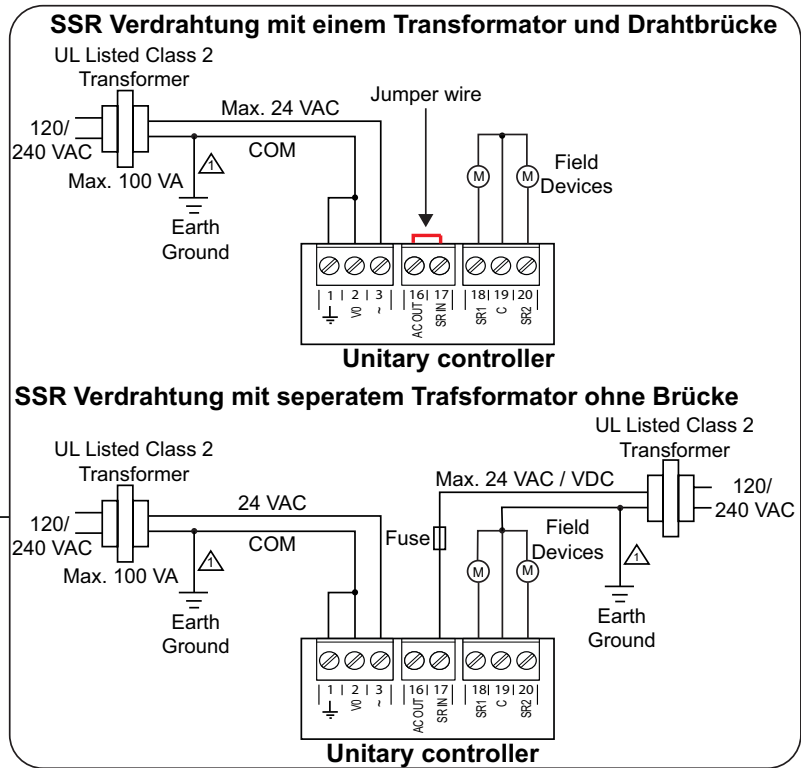 SSR Verdrahtung mit einem Transformator und Drahtbrücke
UL Listed Class 2
Transformer
120/
240 VAC
Max. 24 VAC
COM
Max. 100 VA
1
Earth
Ground
Jumper wire
M
M
Field
Devices
1 2 3 16 17 18 19 20
V0 ~ AC OUT SR IN SR1 C SR2
Unitary controller
SSR Verdrahtung mit seperatem Trafsformator ohne Brücke
UL Listed Class 2
Transformer
120/
240 VAC
24 VAC
COM
Max. 100 VA
1
Earth
Ground
UL Listed Class 2
Transformer
Max. 24 VAC / VDC
120/
240 VAC
Fuse
M
M
Field
Devices
1
Earth
Ground
1 2 3 16 17 18 19 20
V0 ~ AC OUT SR IN SR1 C SR2
Unitary controller